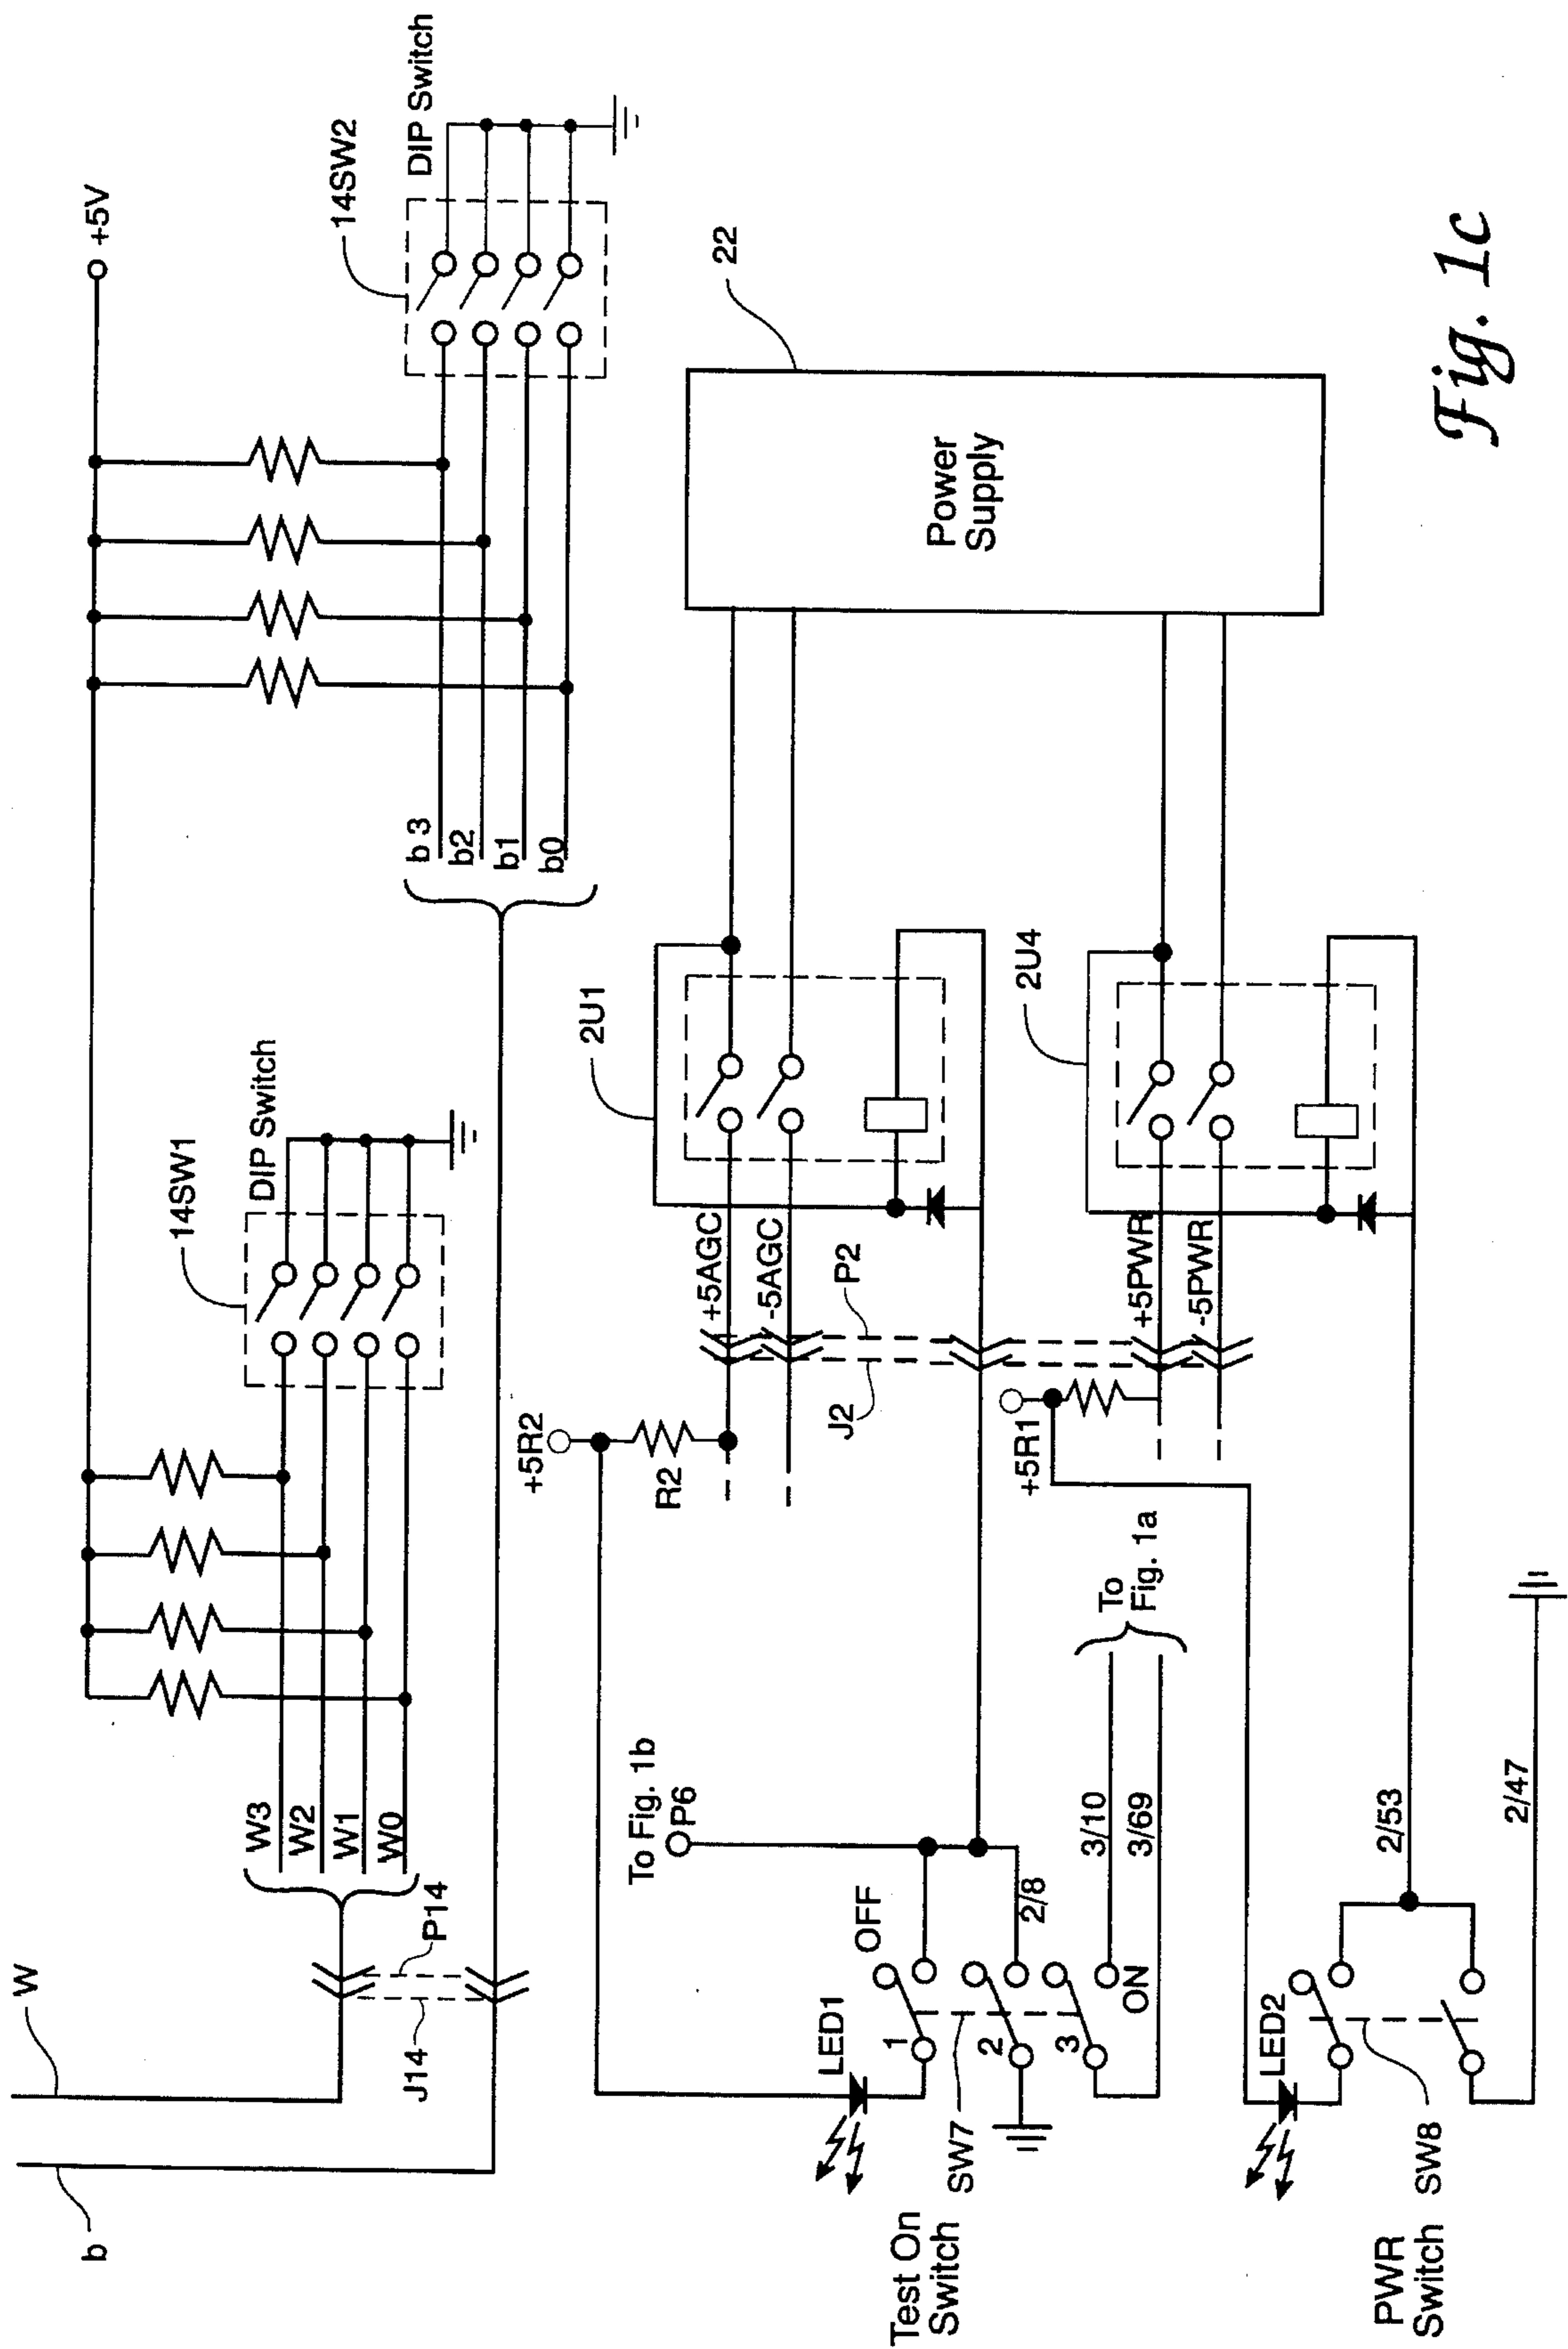 W
b
J14
P14
W3
W2
W1
W0
14SW1
DIP Switch
+5V
b 3
b2
b1
b0
14SW2
DIP Switch
To Fig. 1b
P6
+5R2
R2
+5AGC
-5AGC
J2
P2
2U1
22
Power
Supply
Test On
Switch
SW7
LED1
1
2
3
OFF
ON
2/8
3/10
3/69
To
Fig. 1a
+5R1
+5PWR
-5PWR
2U4
PWR
Switch
SW8
LED2
2/53
2/47
Fig. 1c